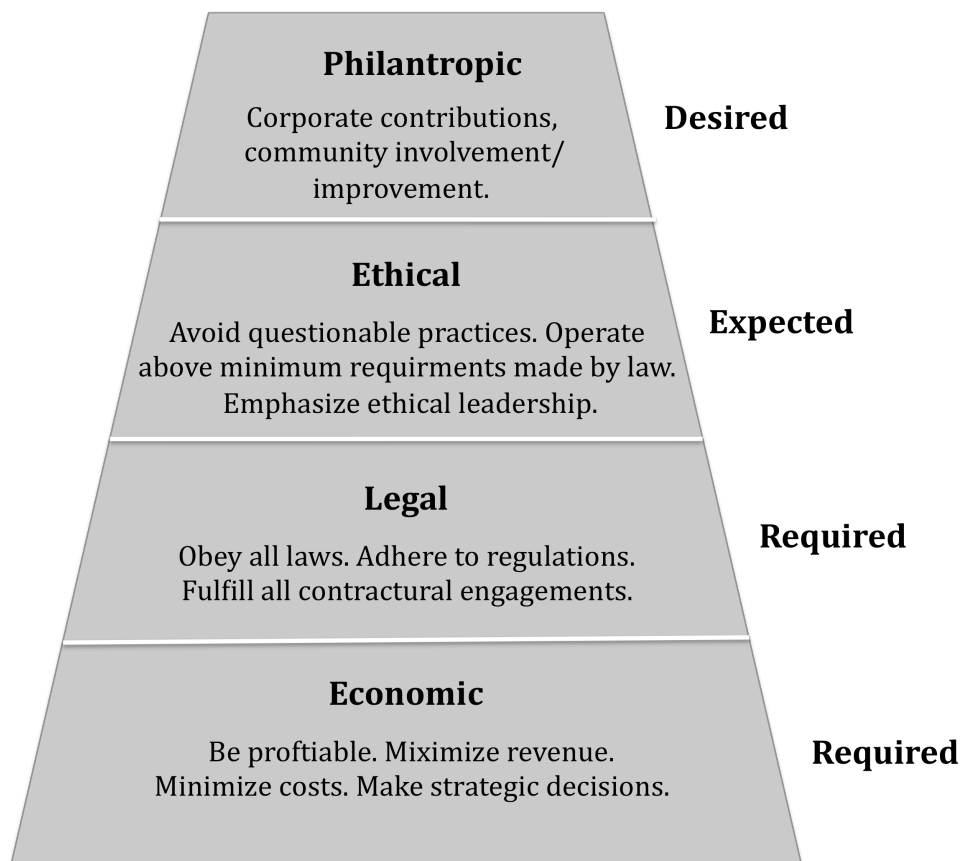 Philantropic
Corporate contributions,
community involvement/
improvement.
Desired
Ethical
Avoid questionable practices. Operate
above minimum requirments made by law.
Emphasize ethical leadership.
Expected
Legal
Obey all laws. Adhere to regulations.
Fulfill all contractural engagements.
Required
Economic
Be proftiable. Miximize revenue.
Minimize costs. Make strategic decisions.
Required